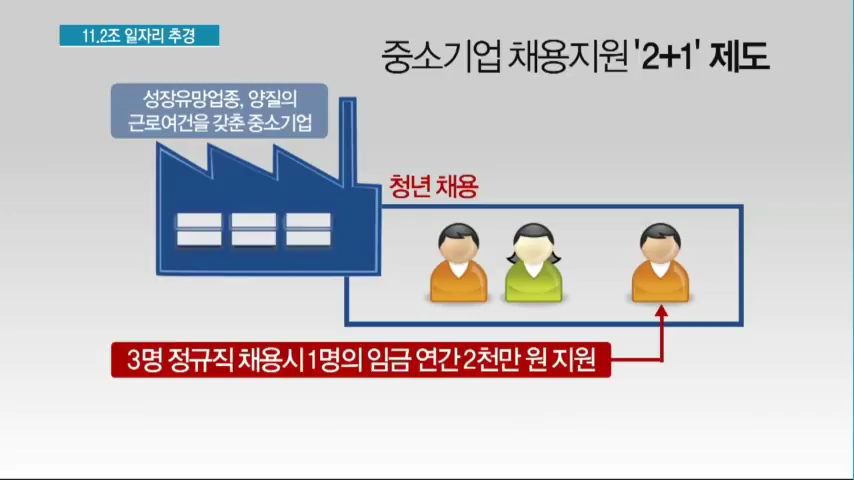 11.2조 일자리 추경
중소기업 채용지원 '2+1' 제도
성장유망업종, 양질의
근로여건을 갖춘 중소기업
청년 채용
3명 정규직 채용시 1명의 임금 연간 2천만 원 지원